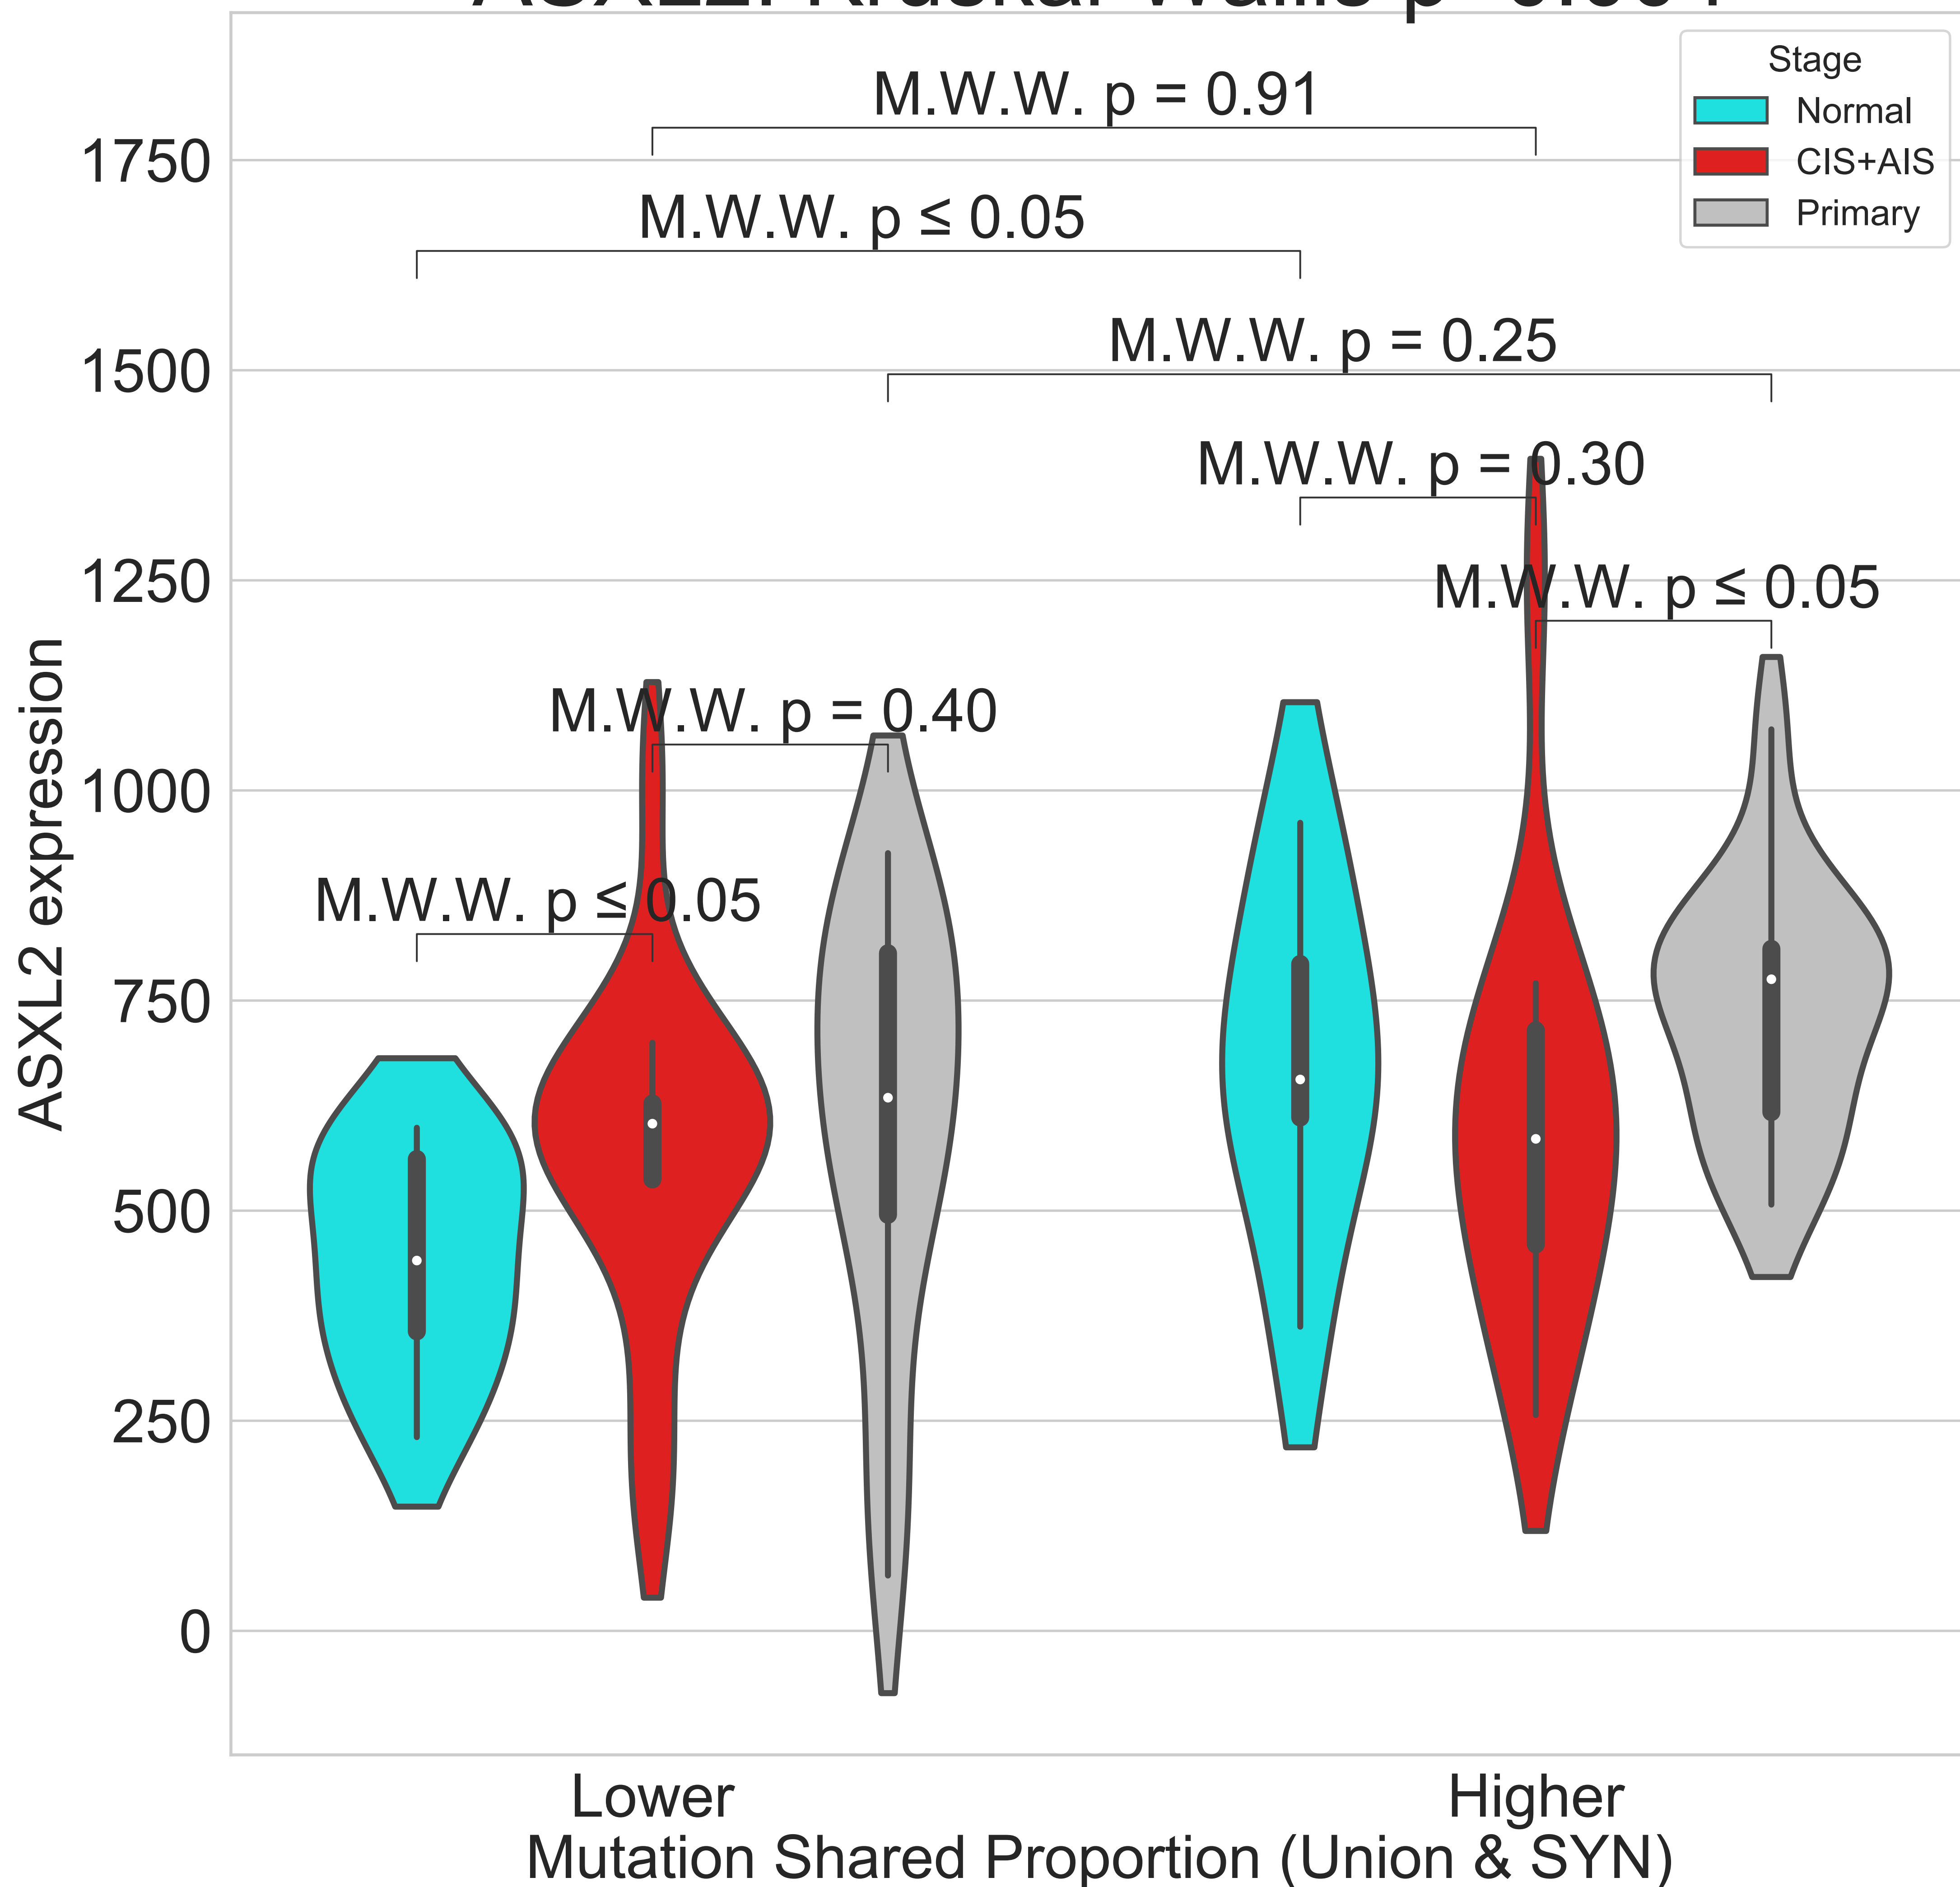 M.W.W. p = 0.91
M.W.W. p ≤ 0.05
M.W.W. p = 0.25
M.W.W. p = 0.30
M.W.W. p ≤ 0.05
M.W.W. p = 0.40
M.W.W. p ≤ 0.05
Stage
Normal
CIS+AIS
Primary
1750
1500
1250
1000
750
500
250
0
ASXL2 expression
Lower
Higher
Mutation Shared Proportion (Union & SYN)